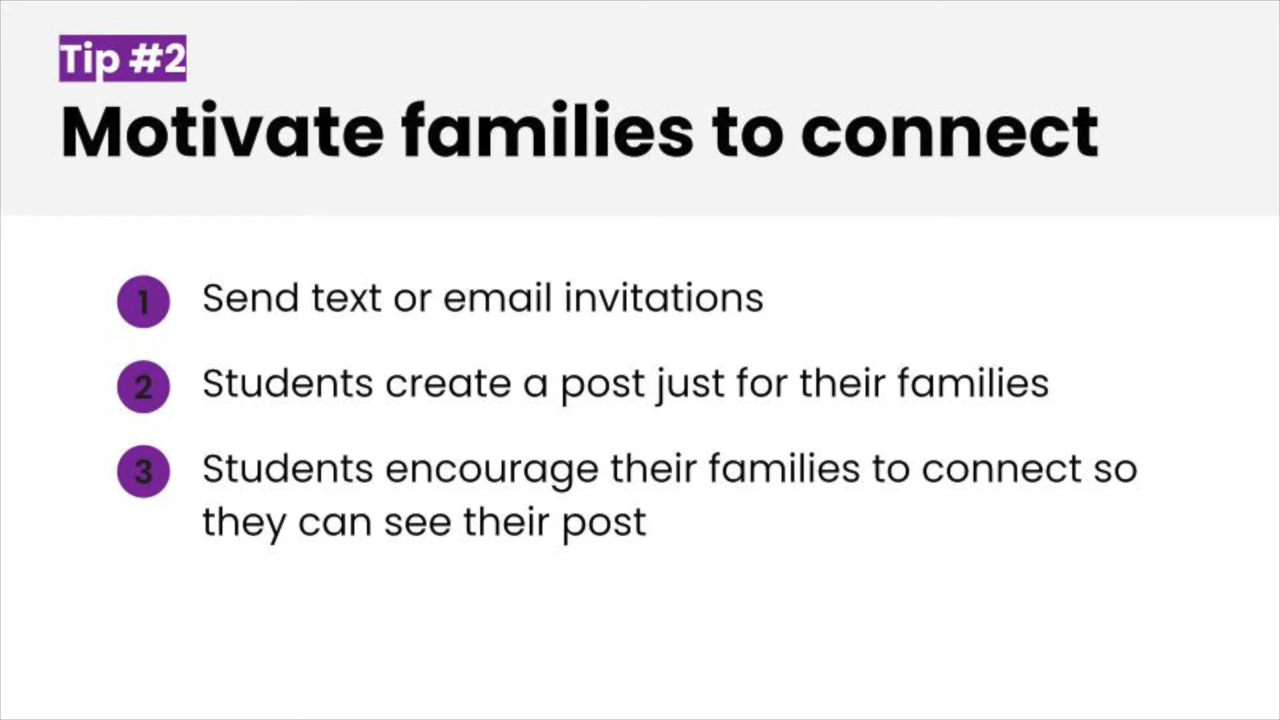 Tip #2
Motivate families to connect
1 Send text or email invitations
2 Students create a post just for their families
3 Students encourage their families to connect so
they can see their post